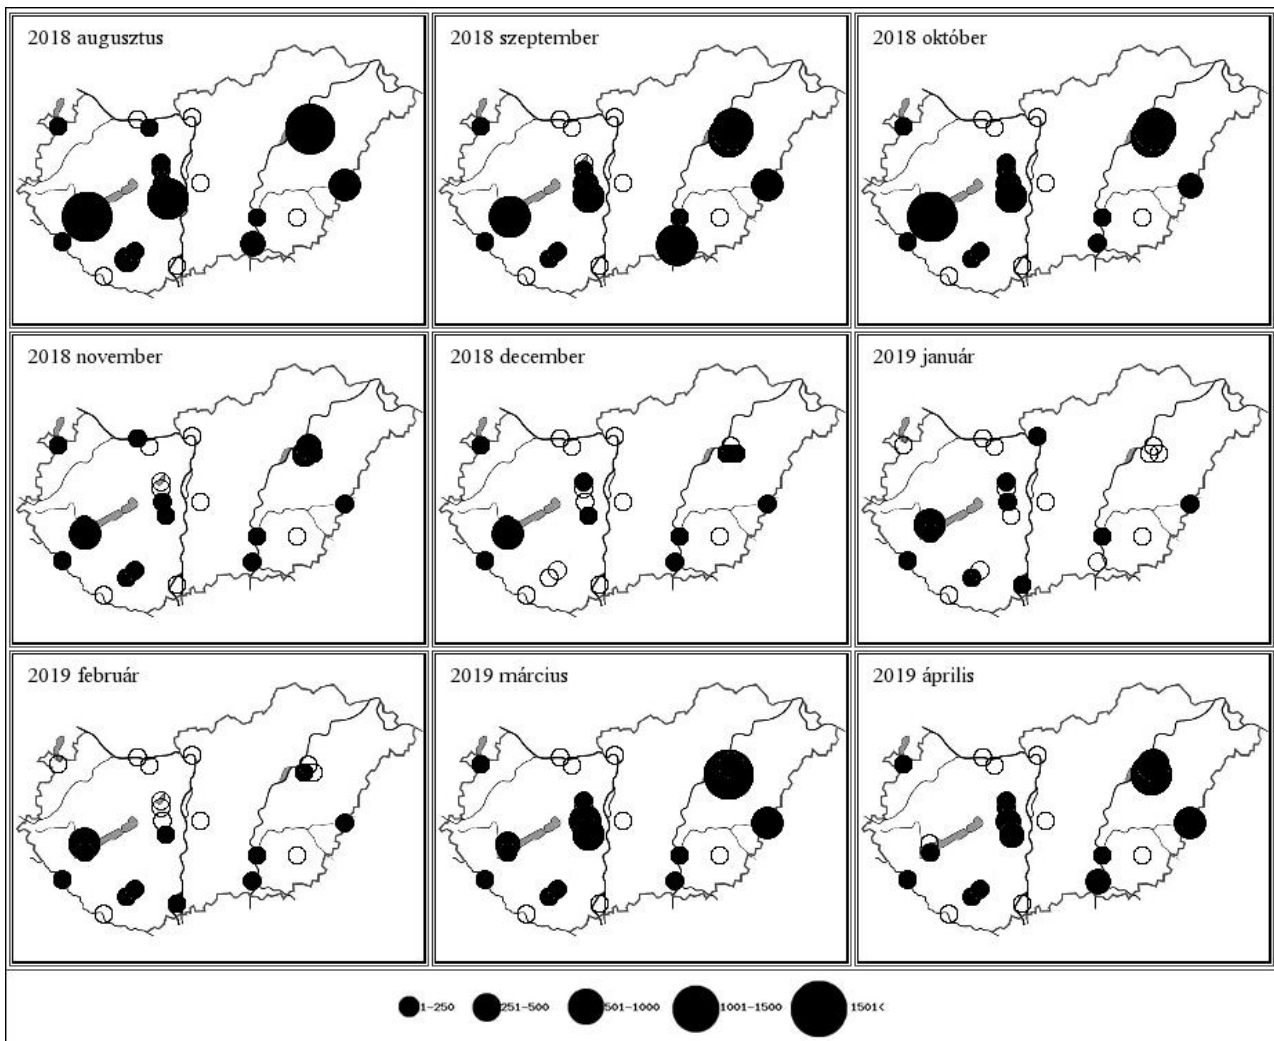 2018 augusztus
2018 szeptember
2018 október
2018 november
2018 december
2019 január
2019 február
2019 március
2019 április
1-250
251-500
501-1000
1001-1500
1501<